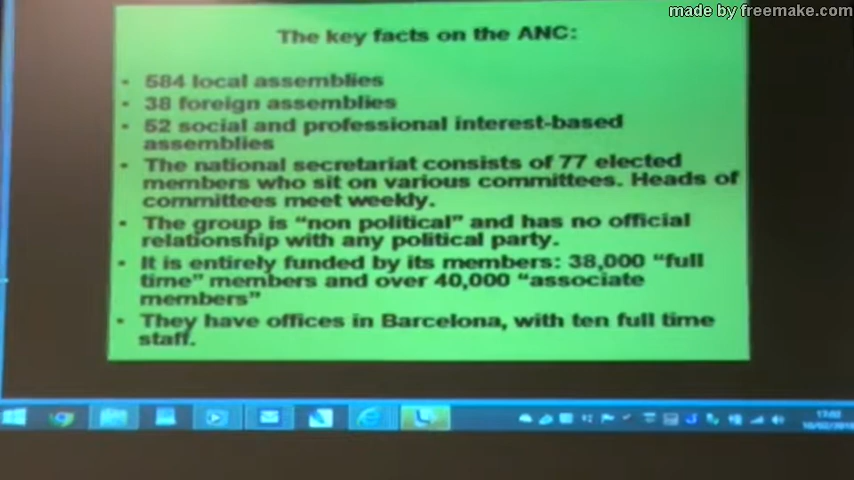 made by freemake.com
The key facts on the ANC:
• 584 local assemblies
• 38 foreign assemblies
• 52 social and professional interest-based
assemblies
• The national secretariat consists of 77 elected
members who sit on various committees. Heads of
committees meet weekly.
• The group is “non political” and has no official
relationship with any political party.
• It is entirely funded by its members: 38,000 “full
time” members and over 40,000 “associate
members”
• They have offices in Barcelona, with ten full time
staff.